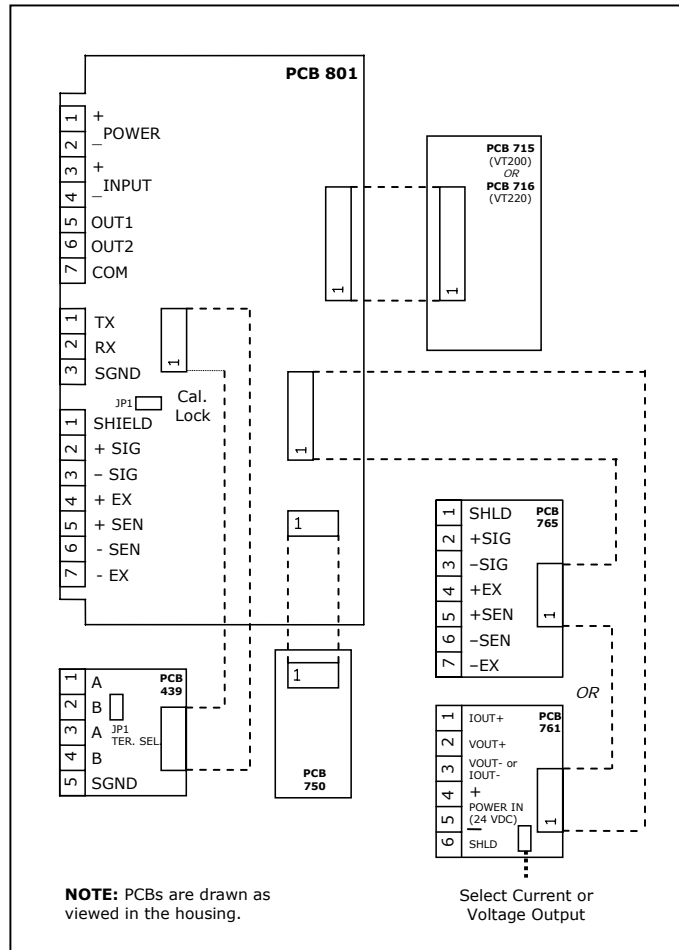 PCB 801
1 +
POWER
2 _
3 +
INPUT
4 _
5 OUT1
6 OUT2
7 COM
1 TX
2 RX
3 SGND
1
JP1
Cal.
Lock
1 SHIELD
2 + SIG
3 – SIG
4 + EX
5 + SEN
6 - SEN
7 - EX
1
1
1
PCB 715
(VT200)
OR
PCB 716
(VT220)
1
PCB
439
1 A
2 B
3 A
4 B
5 SGND
JP1
TER. SEL.
1
PCB
750
PCB
765
1 SHLD
2 +SIG
3 –SIG
4 +EX
5 +SEN
6 –SEN
7 –EX
1
OR
PCB
761
1 IOUT+
2 VOUT+
3 VOUT- or
IOUT-
4 +
POWER IN
(24 VDC)
5 –
6 SHLD
1
Select Current or
Voltage Output
NOTE: PCBs are drawn as
viewed in the housing.